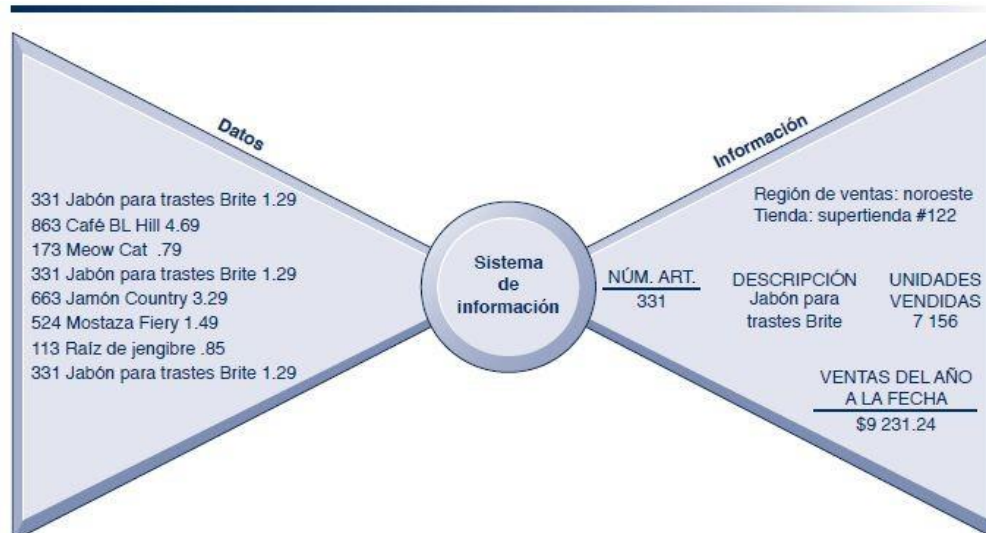 Datos
331 Jabón para trastes Brite 1.29
863 Café BL Hill 4.69
173 Meow Cat .79
331 Jabón para trastes Brite 1.29
663 Jamón Country 3.29
524 Mostaza Fiery 1.49
113 Raíz de jengibre .85
331 Jabón para trastes Brite 1.29
Sistema
de
información
Información
Región de ventas: noroeste
Tienda: supertienda #122
NÚM. ART.
331
DESCRIPCIÓN
Jabón para
trastes Brite
UNIDADES
VENDIDAS
7 156
VENTAS DEL AÑO
A LA FECHA
$9 231.24